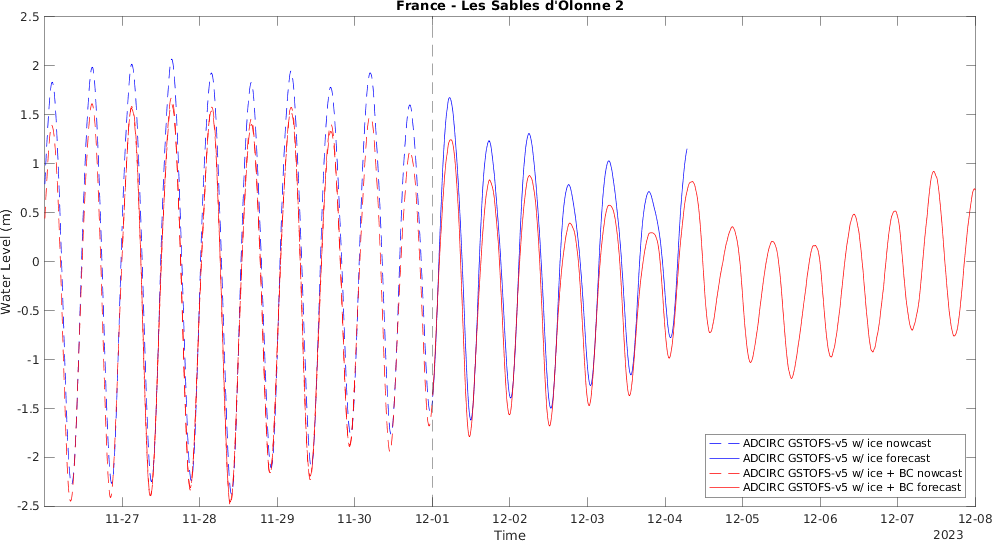 France - Les Sables d'Olonne 2
2.5
2
1.5
1
0.5
0
-0.5
-1
-1.5
-2
-2.5
Water Level (m)
ADCIRC GSTOFS-v5 w/ ice nowcast
ADCIRC GSTOFS-v5 w/ ice forecast
ADCIRC GSTOFS-v5 w/ ice + BC nowcast
ADCIRC GSTOFS-v5 w/ ice + BC forecast
11-27 11-28 11-29 11-30 12-01 12-02 12-03 12-04 12-05 12-06 12-07 12-08
Time
2023